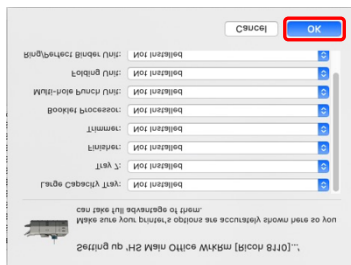 Setting up 'HS Main Office WrkRm [Ricoh 8110]...'
Make sure your printer's options are accurately shown here so you
can take full advantage of them.
Large Capacity Tray: Not Installed
Tray 7: Not Installed
Finisher: Not Installed
Trimmer: Not Installed
Booklet Processor: Not Installed
Multi-hole Punch Unit: Not Installed
Folding Unit: Not Installed
Ring/Perfect Binder Unit: Not Installed
Cancel OK